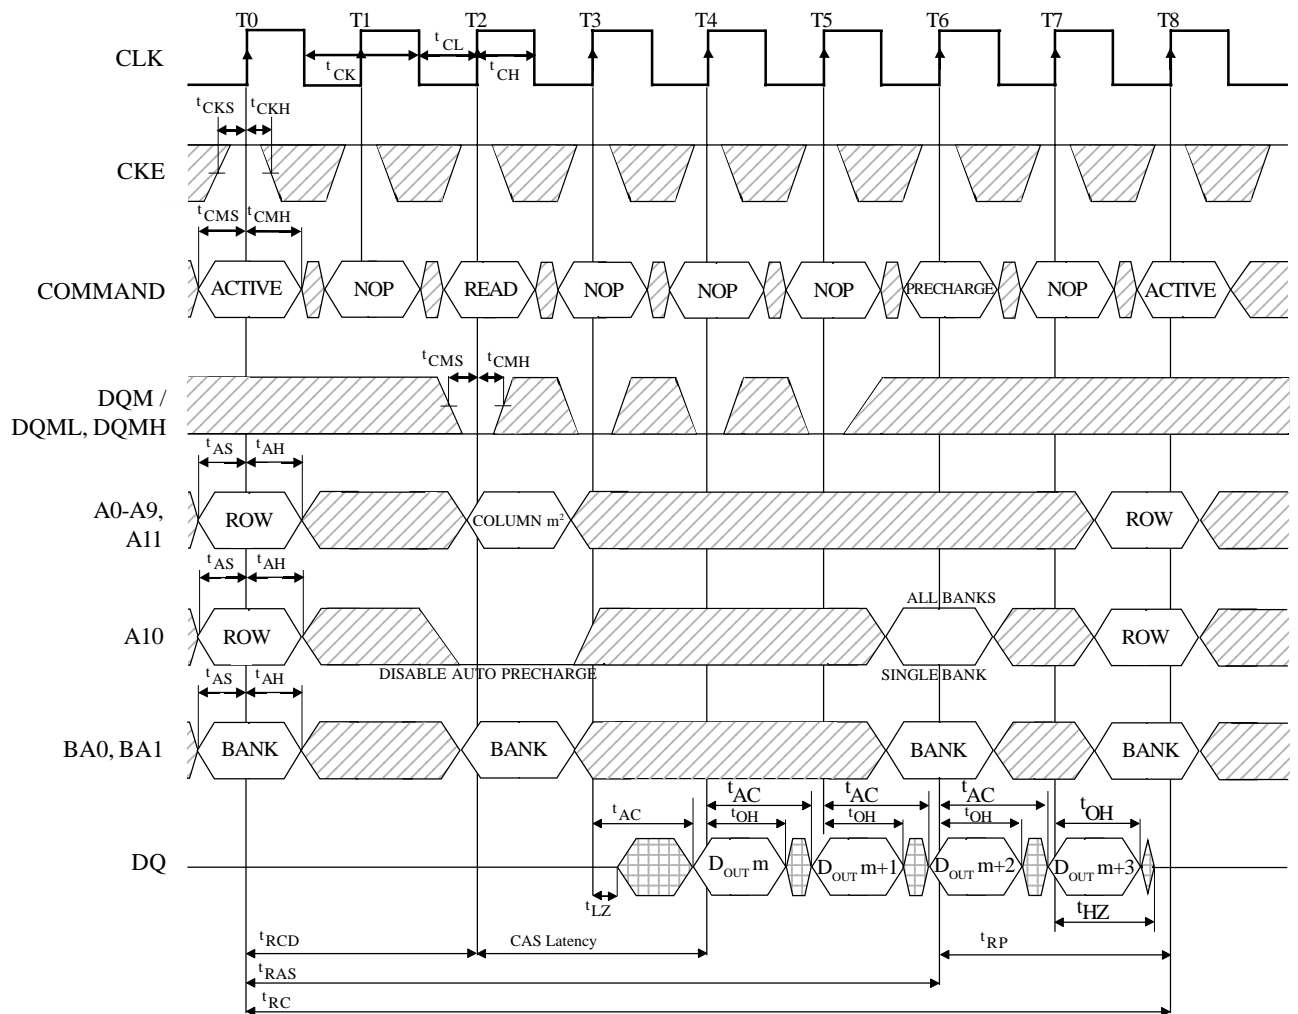 T0 T1 T2 T3 T4 T5 T6 T7 T8
CLK
tCK tCL tCH
tCKS tCKH
CKE
tCMS tCMH
COMMAND ACTIVE NOP READ NOP NOP NOP PRECHARGE NOP ACTIVE
tCMS tCMH
DQM /
DQML, DQMH
tAS tAH
A0-A9,
A11
ROW COLUMN m² ROW
tAS tAH
ALL BANKS
A10 ROW ROW
DISABLE AUTO PRECHARGE SINGLE BANK
tAS tAH
BA0, BA1 BANK BANK BANK BANK
tAC tAC tAC tAC
tOH tOH tOH tOH
DQ DOUT m DOUT m+1 DOUT m+2 DOUT m+3
tLZ tHZ
tRCD CAS Latency tRP
tRAS
tRC